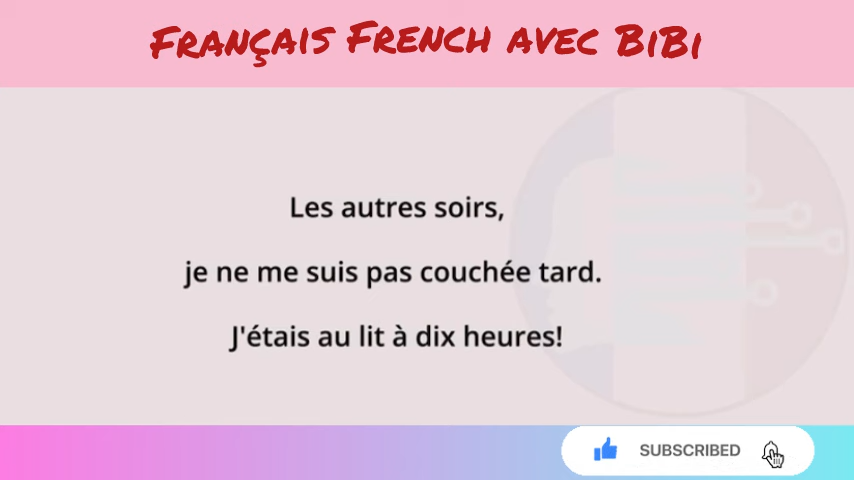 FRANÇAIS FRENCH AVEC BIBI
Les autres soirs,
je ne me suis pas couchée tard.
J'étais au lit à dix heures!
SUBSCRIBED